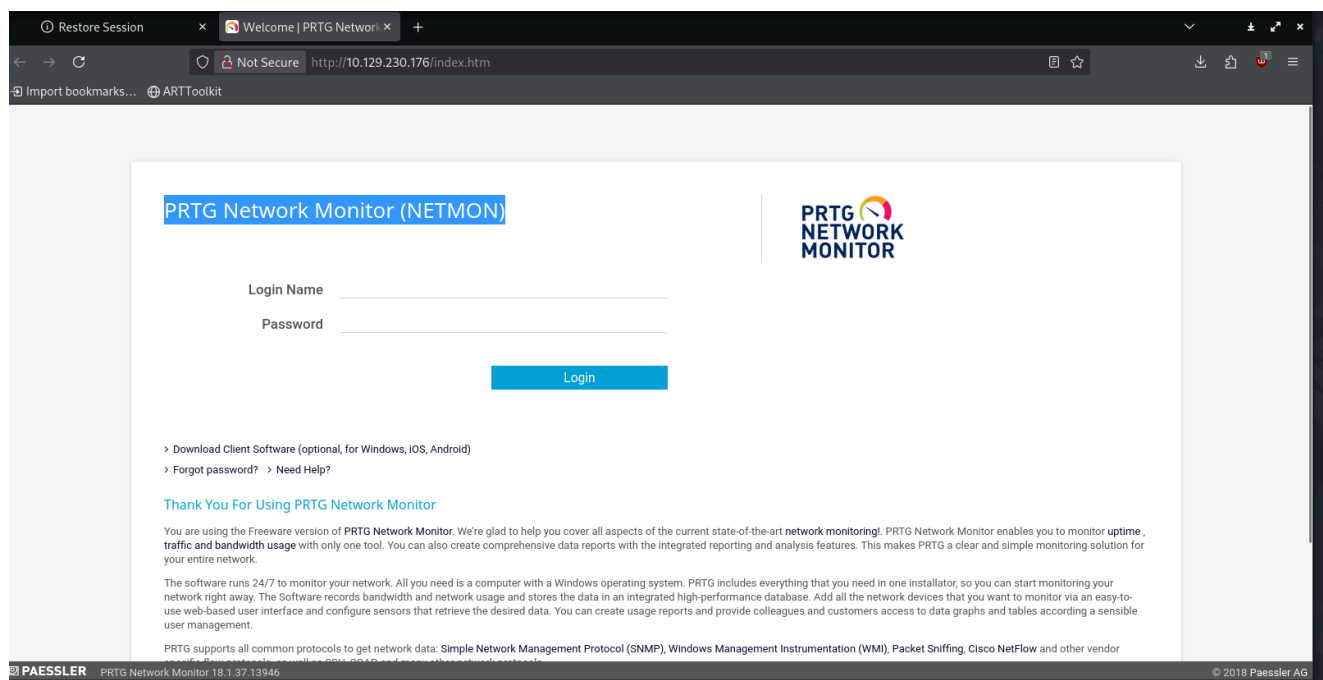 Restore Session
Welcome | PRTG Network
Not Secure http://10.129.230.176/index.htm
1
Import bookmarks... ARTToolkit
PRTG Network Monitor (NETMON)
PRTG
NETWORK
MONITOR
Login Name
Password
Login
> Download Client Software (optional, for Windows, iOS, Android)
> Forgot password? > Need Help?
Thank You For Using PRTG Network Monitor
You are using the Freeware version of PRTG Network Monitor. We're glad to help you cover all aspects of the current state-of-the-art network monitoring!. PRTG Network Monitor enables you to monitor uptime ,
traffic and bandwidth usage with only one tool. You can also create comprehensive data reports with the integrated reporting and analysis features. This makes PRTG a clear and simple monitoring solution for
your entire network.
The software runs 24/7 to monitor your network. All you need is a computer with a Windows operating system. PRTG includes everything that you need in one installator, so you can start monitoring your
network right away. The Software records bandwidth and network usage and stores the data in an integrated high-performance database. Add all the network devices that you want to monitor via an easy-to-
use web-based user interface and configure sensors that retrieve the desired data. You can create usage reports and provide colleagues and customers access to data graphs and tables according a sensible
user management.
PRTG supports all common protocols to get network data: Simple Network Management Protocol (SNMP), Windows Management Instrumentation (WMI), Packet Sniffing, Cisco NetFlow and other vendor
PAESSLER PRTG Network Monitor 18.1.37.13946
© 2018 Paessler AG